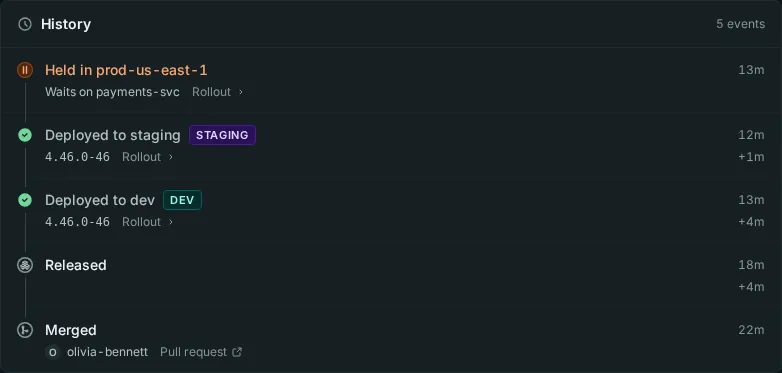 History 5 events
Held in prod-us-east-1 13m
Waits on payments-svc Rollout ›
Deployed to staging STAGING 12m
4.46.0-46 Rollout › +1m
Deployed to dev DEV 13m
4.46.0-46 Rollout › +4m
Released 18m
+4m
Merged 22m
O olivia-bennett Pull request